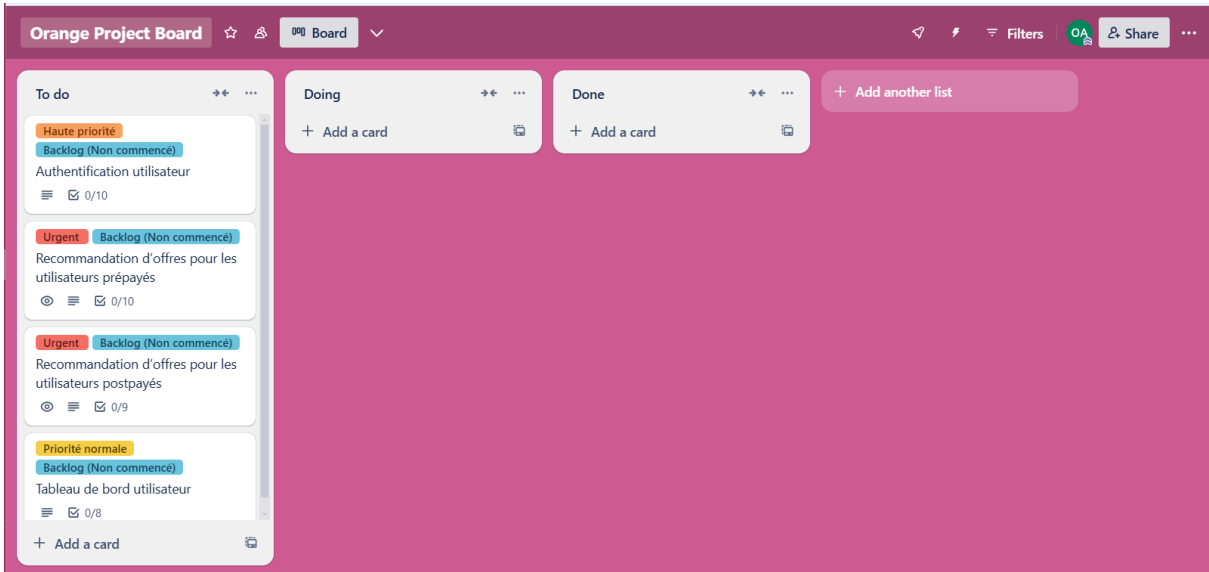 Orange Project Board Board Filters OA Share
To do
Haute priorité
Backlog (Non commencé)
Authentification utilisateur
0/10
Urgent Backlog (Non commencé)
Recommandation d’offres pour les
utilisateurs prépayés
0/10
Urgent Backlog (Non commencé)
Recommandation d’offres pour les
utilisateurs postpayés
0/9
Priorité normale
Backlog (Non commencé)
Tableau de bord utilisateur
0/8
+ Add a card
Doing
+ Add a card
Done
+ Add a card
+ Add another list